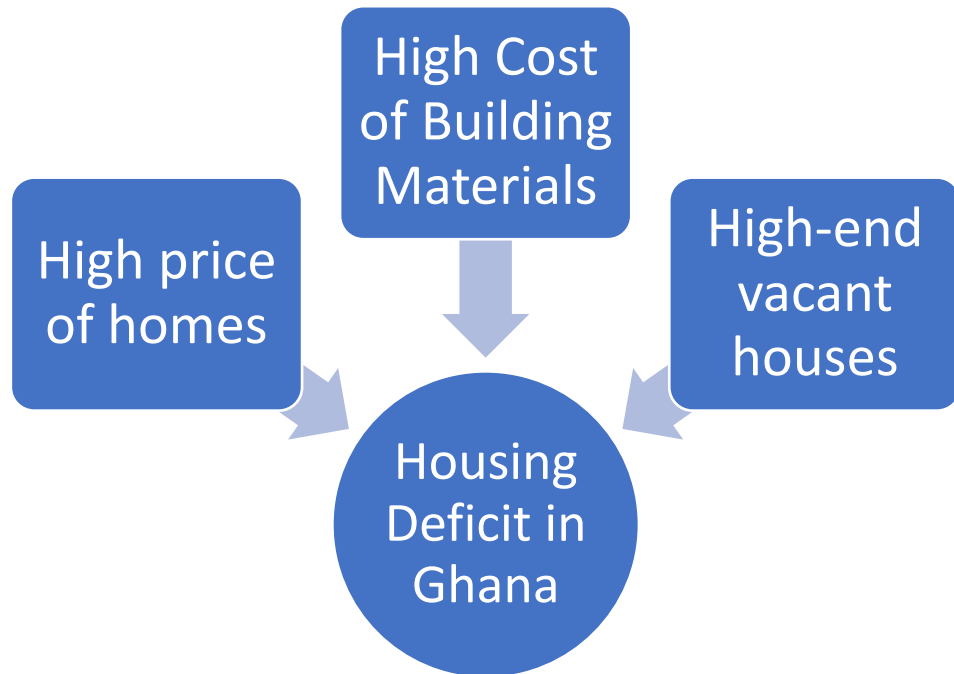 High Cost
of Building
Materials
High price
of homes
High-end
vacant
houses
Housing
Deficit in
Ghana